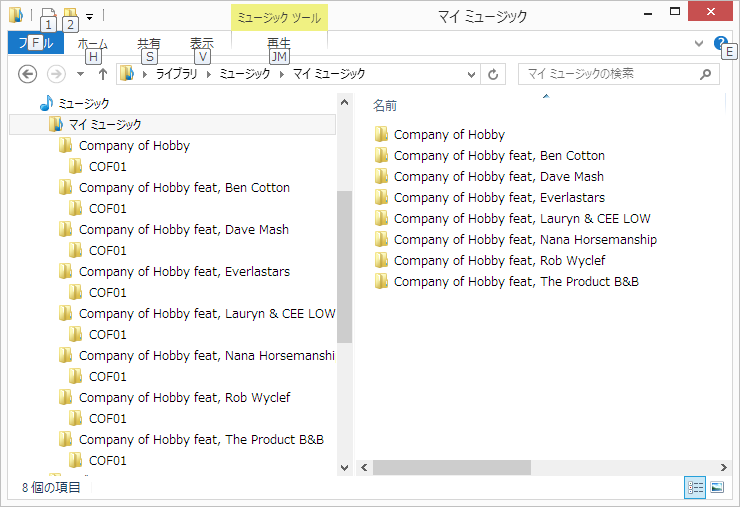 1 2 ミュージック ツール マイ ミュージック
ファイル ホーム 共有 表示 再生
F H S V JM E
ライブラリ ミュージック マイ ミュージック マイ ミュージックの検索
ミュージック
マイ ミュージック
Company of Hobby
COF01
Company of Hobby feat, Ben Cotton
COF01
Company of Hobby feat, Dave Mash
COF01
Company of Hobby feat, Everlastars
COF01
Company of Hobby feat, Lauryn & CEE LOW
COF01
Company of Hobby feat, Nana Horsemanshi
COF01
Company of Hobby feat, Rob Wyclef
COF01
Company of Hobby feat, The Product B&B
COF01
名前
Company of Hobby
Company of Hobby feat, Ben Cotton
Company of Hobby feat, Dave Mash
Company of Hobby feat, Everlastars
Company of Hobby feat, Lauryn & CEE LOW
Company of Hobby feat, Nana Horsemanship
Company of Hobby feat, Rob Wyclef
Company of Hobby feat, The Product B&B
8 個の項目